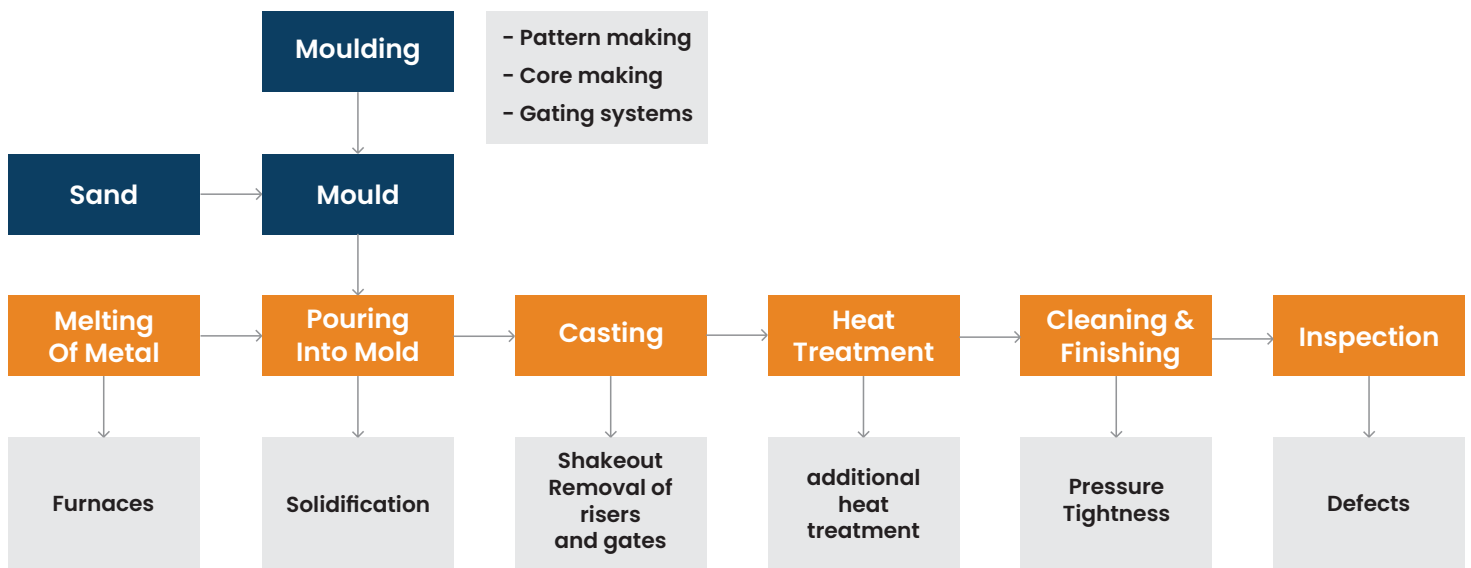 Moulding
- Pattern making
- Core making
- Gating systems
Sand
Mould
Melting
Of Metal
Pouring
Into Mold
Casting
Heat
Treatment
Cleaning &
Finishing
Inspection
Furnaces
Solidification
Shakeout
Removal of
risers
and gates
additional
heat
treatment
Pressure
Tightness
Defects